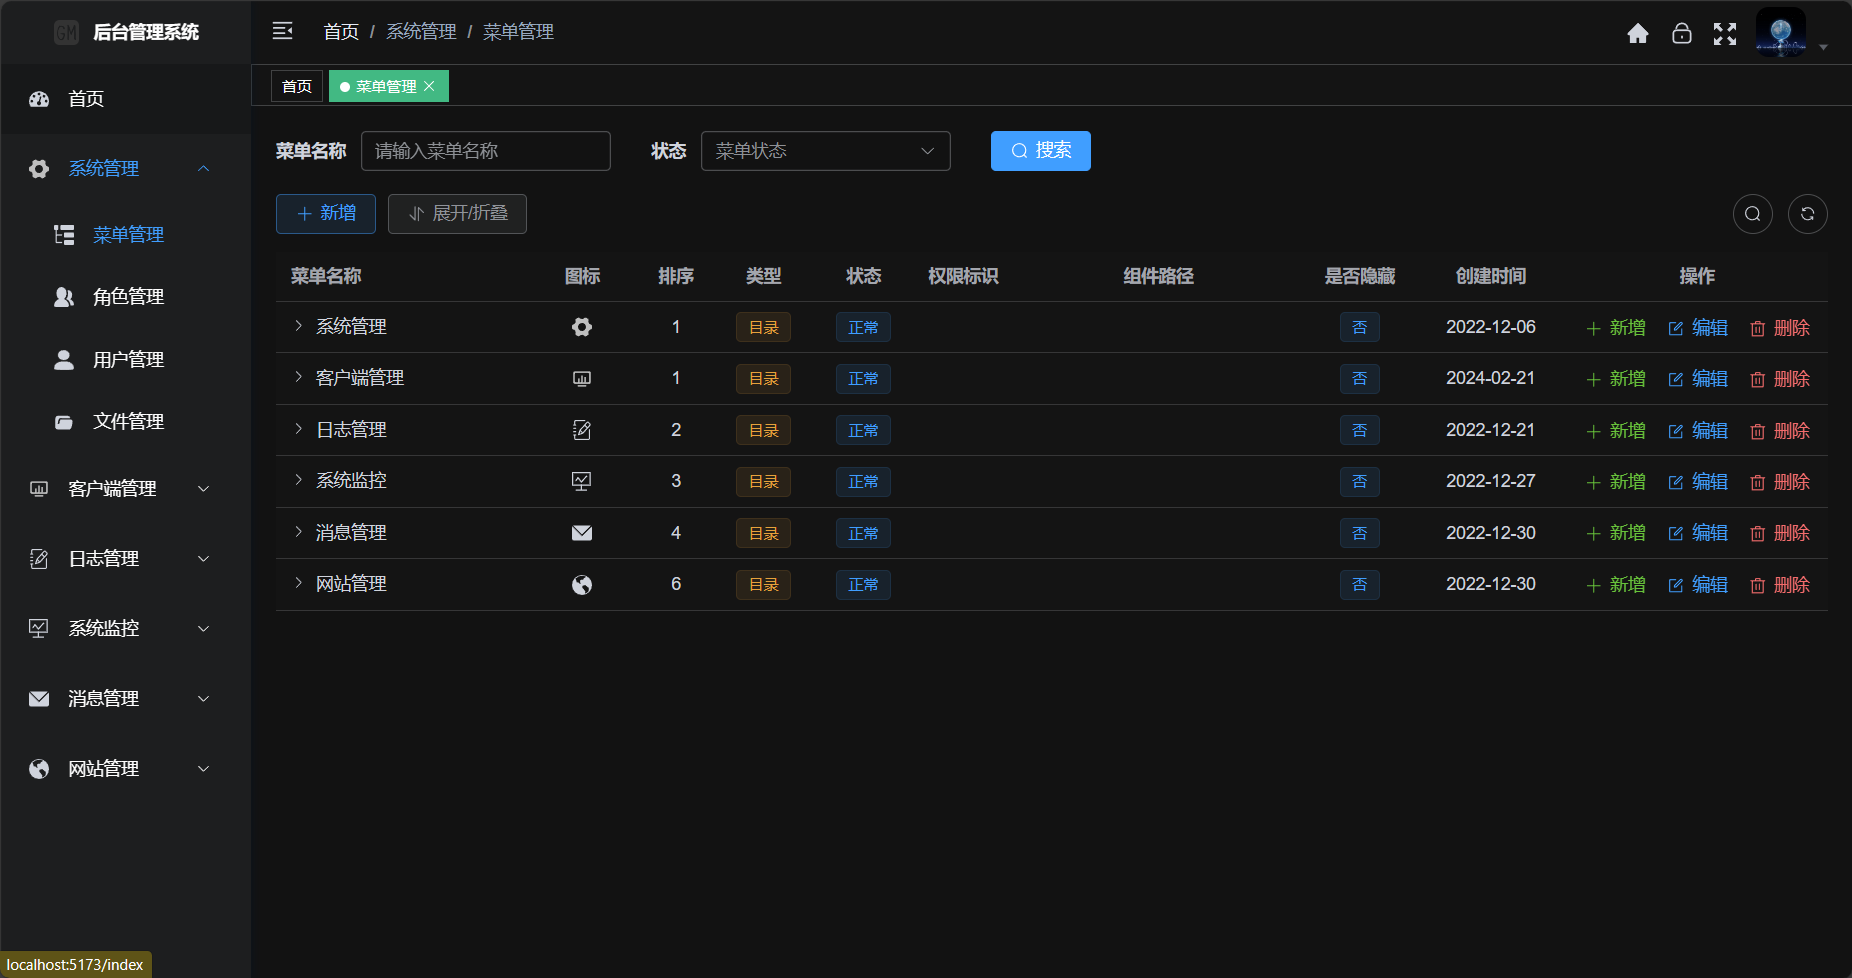 GM 后台管理系统
首页 / 系统管理 / 菜单管理
首页
菜单管理
首页
系统管理
菜单管理
角色管理
用户管理
文件管理
客户端管理
日志管理
系统监控
消息管理
网站管理
菜单名称 请输入菜单名称 状态 菜单状态 搜索
新增 展开/折叠
菜单名称 图标 排序 类型 状态 权限标识 组件路径 是否隐藏 创建时间 操作
系统管理 1 目录 正常 否 2022-12-06 新增 编辑 删除
客户端管理 1 目录 正常 否 2024-02-21 新增 编辑 删除
日志管理 2 目录 正常 否 2022-12-21 新增 编辑 删除
系统监控 3 目录 正常 否 2022-12-27 新增 编辑 删除
消息管理 4 目录 正常 否 2022-12-30 新增 编辑 删除
网站管理 6 目录 正常 否 2022-12-30 新增 编辑 删除
localhost:5173/index